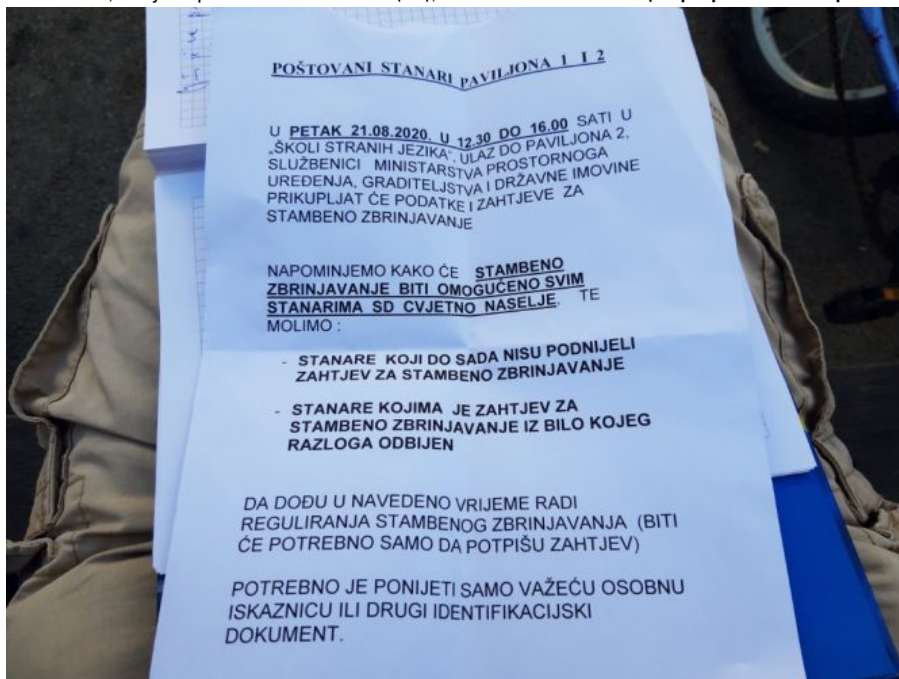 POŠTOVANI STANARI PAVILJONA 1 I 2
U PETAK 21.08.2020. U 12.30 DO 16.00 SATI U
„ŠKOLI STRANIH JEZIKA“, ULAZ DO PAVILJONA 2,
SLUŽBENICI MINISTARSTVA PROSTORNOGA
UREĐENJA, GRADITELJSTVA I DRŽAVNE IMOVINE
PRIKUPLJAT ĆE PODATKE I ZAHTJEVE ZA
STAMBENO ZBRINJAVANJE
NAPOMINJEMO KAKO ĆE STAMBENO
ZBRINJAVANJE BITI OMOGUĆENO SVIM
STANARIMA SD CVJETNO NASELJE, TE
MOLIMO :
- STANARE KOJI DO SADA NISU PODNIJELI
ZAHTJEV ZA STAMBENO ZBRINJAVANJE
- STANARE KOJIMA JE ZAHTJEV ZA
STAMBENO ZBRINJAVANJE IZ BILO KOJEG
RAZLOGA ODBIJEN
DA DOĐU U NAVEDENO VRIJEME RADI
REGULIRANJA STAMBENOG ZBRINJAVANJA (BITI
ĆE POTREBNO SAMO DA POTPIŠU ZAHTJEV)
POTREBNO JE PONIJETI SAMO VAŽEĆU OSOBNU
ISKAZNICU ILI DRUGI IDENTIFIKACIJSKI
DOKUMENT.